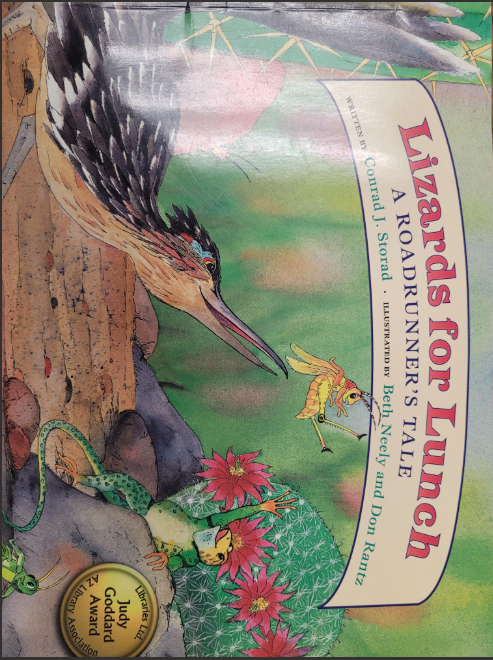 Lizards for Lunch
A ROADRUNNER'S TALE
WRITTEN BY Conrad J. Storad · ILLUSTRATED BY Beth Neely and Don Rantz
Libraries Ltd.
Judy
Goddard
Award
AZ Library Association